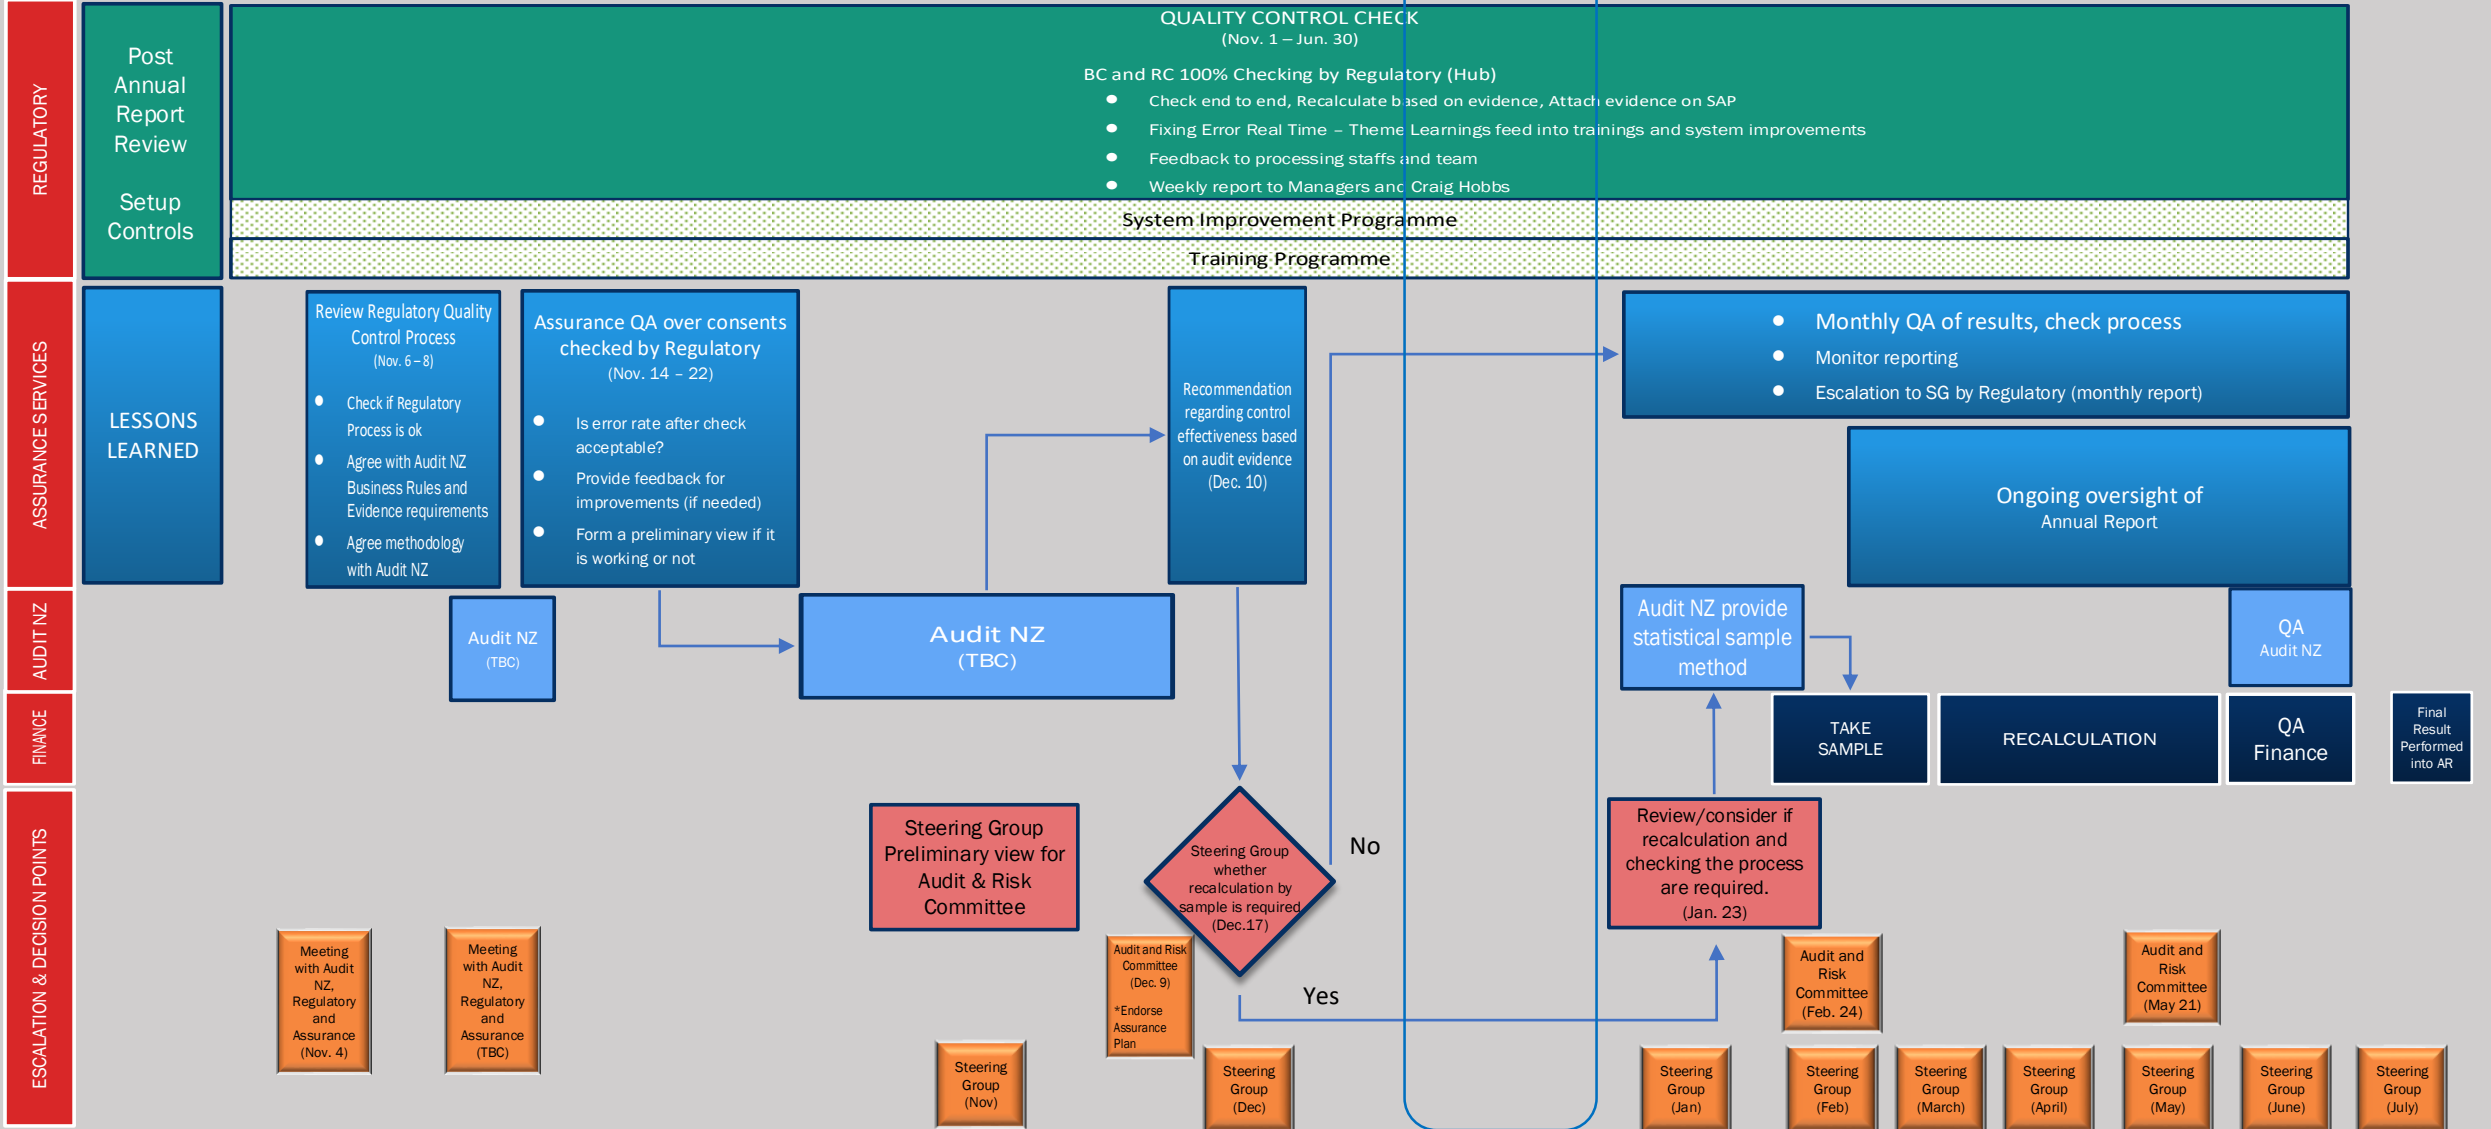 REGULATORY
Post
Annual
Report
Review
Setup
Controls
QUALITY CONTROL CHECK
(Nov. 1 – Jun. 30)
BC and RC 100% Checking by Regulatory (Hub)
● Check end to end, Recalculate based on evidence, Attach evidence on SAP
● Fixing Error Real Time – Theme Learnings feed into trainings and system improvements
● Feedback to processing staffs and team
● Weekly report to Managers and Craig Hobbs
System Improvement Programme
Training Programme
ASSURANCE SERVICES
LESSONS
LEARNED
Review Regulatory Quality
Control Process
(Nov. 6 – 8)
● Check if Regulatory
Process is ok
● Agree with Audit NZ
Business Rules and
Evidence requirements
● Agree methodology
with Audit NZ
Assurance QA over consents
checked by Regulatory
(Nov. 14 – 22)
● Is error rate after check
acceptable?
● Provide feedback for
improvements (if needed)
● Form a preliminary view if it
is working or not
Recommendation
regarding control
effectiveness based
on audit evidence
(Dec. 10)
● Monthly QA of results, check process
● Monitor reporting
● Escalation to SG by Regulatory (monthly report)
Ongoing oversight of
Annual Report
AUDIT NZ
Audit NZ
(TBC)
Audit NZ
(TBC)
Audit NZ provide
statistical sample
method
QA
Audit NZ
FINANCE
TAKE
SAMPLE
RECALCULATION
QA
Finance
Final
Result
Performed
into AR
ESCALATION & DECISION POINTS
Steering Group
Preliminary view for
Audit & Risk
Committee
Steering Group
whether
recalculation by
sample is required
(Dec.17)
No
Yes
Review/consider if
recalculation and
checking the process
are required.
(Jan. 23)
Meeting
with Audit
NZ,
Regulatory
and
Assurance
(Nov. 4)
Meeting
with Audit
NZ,
Regulatory
and
Assurance
(TBC)
Audit and Risk
Committee
(Dec. 9)
*Endorse
Assurance
Plan
Audit and
Risk
Committee
(Feb. 24)
Audit and
Risk
Committee
(May 21)
Steering
Group
(Nov)
Steering
Group
(Dec)
Steering
Group
(Jan)
Steering
Group
(Feb)
Steering
Group
(March)
Steering
Group
(April)
Steering
Group
(May)
Steering
Group
(June)
Steering
Group
(July)